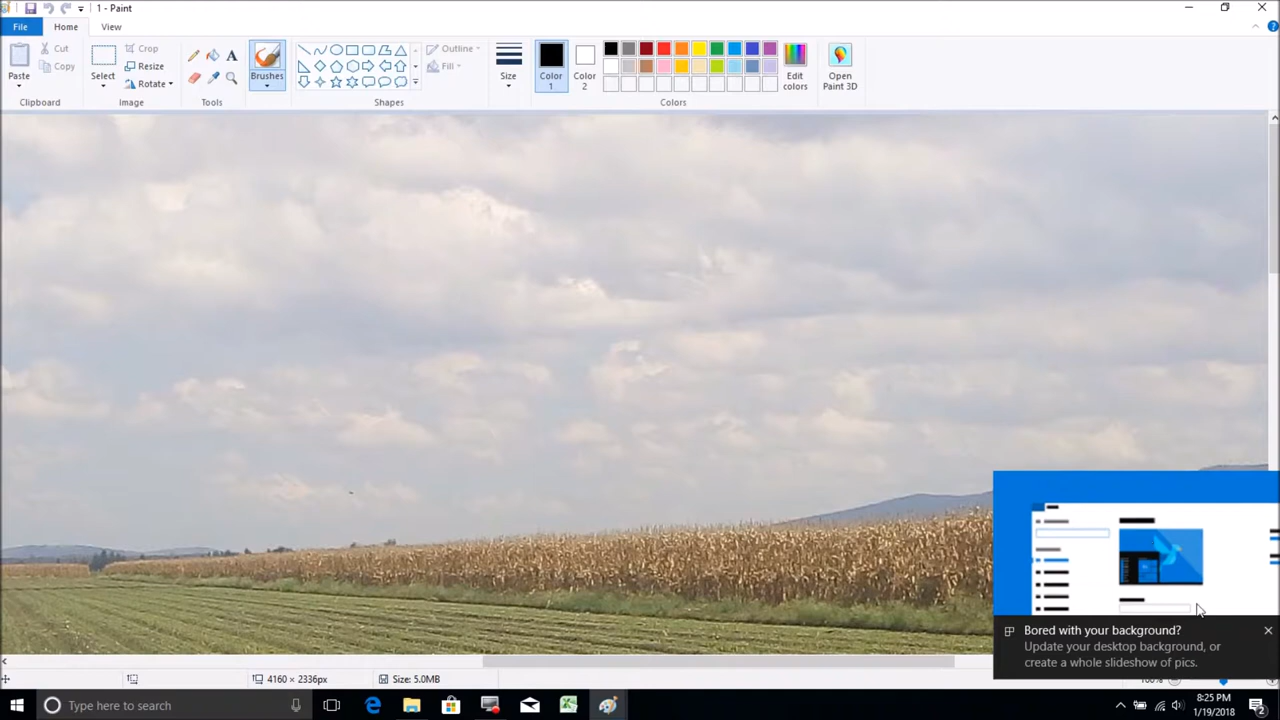 1 - Paint
File
Home
View
Paste
Cut
Copy
Clipboard
Select
Crop
Resize
Rotate
Image
Tools
Brushes
Outline
Fill
Shapes
Size
Color
1
Color
2
Edit
colors
Colors
Open
Paint 3D
Bored with your background?
Update your desktop background, or
create a whole slideshow of pics.
4160 × 2336px
Size: 5.0MB
100%
Type here to search
8:25 PM
1/19/2018
2